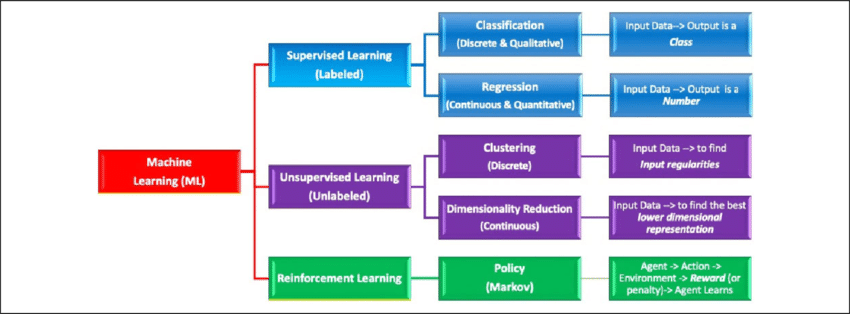 Machine
Learning (ML)
Supervised Learning
(Labeled)
Classification
(Discrete & Qualitative)
Input Data--> Output is a
Class
Regression
(Continuous & Quantitative)
Input Data --> Output is a
Number
Unsupervised Learning
(Unlabeled)
Clustering
(Discrete)
Input Data --> to find
Input regularities
Dimensionality Reduction
(Continuous)
Input Data --> to find the best
lower dimensional
representation
Reinforcement Learning
Policy
(Markov)
Agent -> Action ->
Environment -> Reward (or
penalty)-> Agent Learns